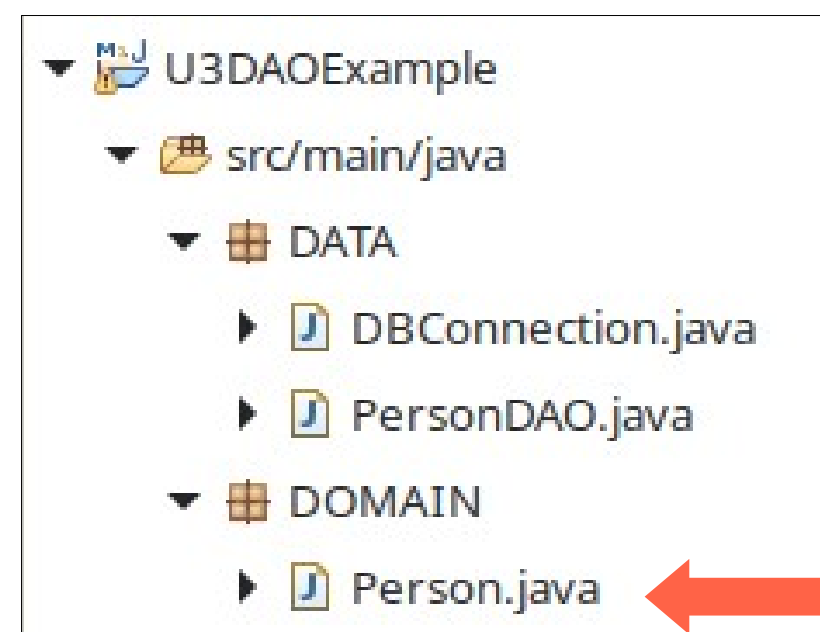 U3DAOExample
src/main/java
DATA
DBConnection.java
PersonDAO.java
DOMAIN
Person.java